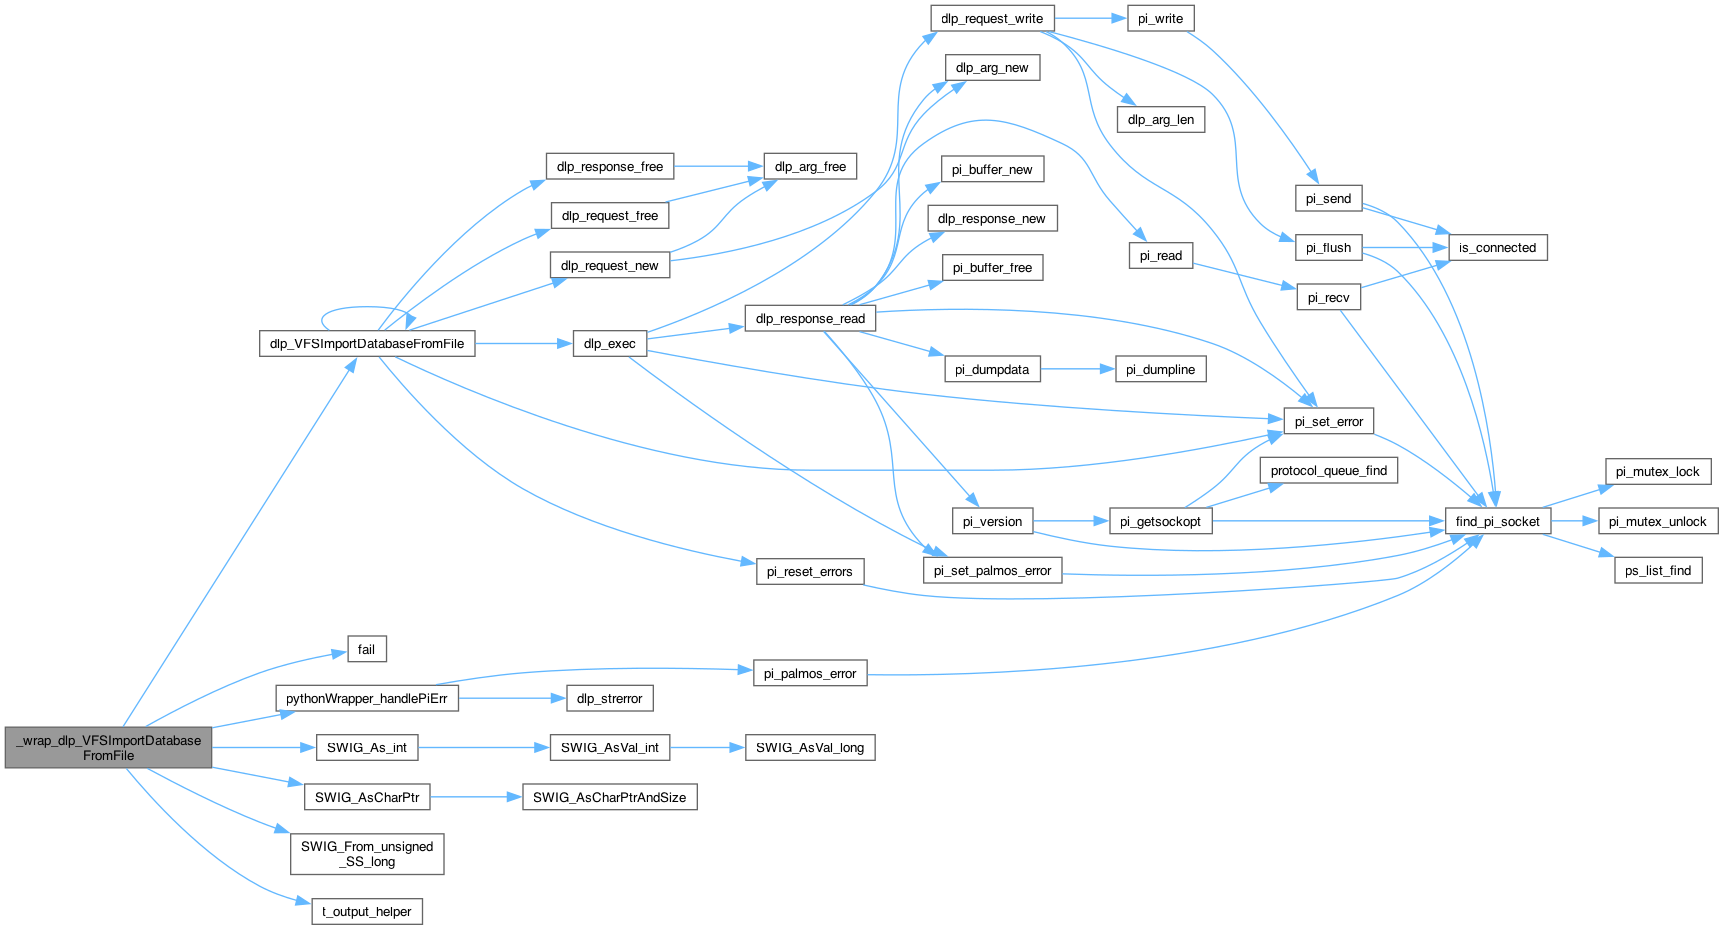 dlp_request_write
pi_write
dlp_arg_new
dlp_arg_len
dlp_response_free
dlp_arg_free
pi_buffer_new
pi_send
dlp_request_free
dlp_response_new
pi_flush
is_connected
pi_read
dlp_request_new
pi_buffer_free
pi_recv
dlp_response_read
dlp_VFSImportDatabaseFromFile
dlp_exec
pi_dumpdata
pi_dumpline
pi_set_error
protocol_queue_find
pi_mutex_lock
pi_version
pi_getsockopt
find_pi_socket
pi_mutex_unlock
pi_reset_errors
pi_set_palmos_error
ps_list_find
fail
pi_palmos_error
pythonWrapper_handlePiErr
dlp_strerror
_wrap_dlp_VFSImportDatabase
FromFile
SWIG_As_int
SWIG_AsVal_int
SWIG_AsVal_long
SWIG_AsCharPtr
SWIG_AsCharPtrAndSize
SWIG_From_unsigned
_SS_long
t_output_helper